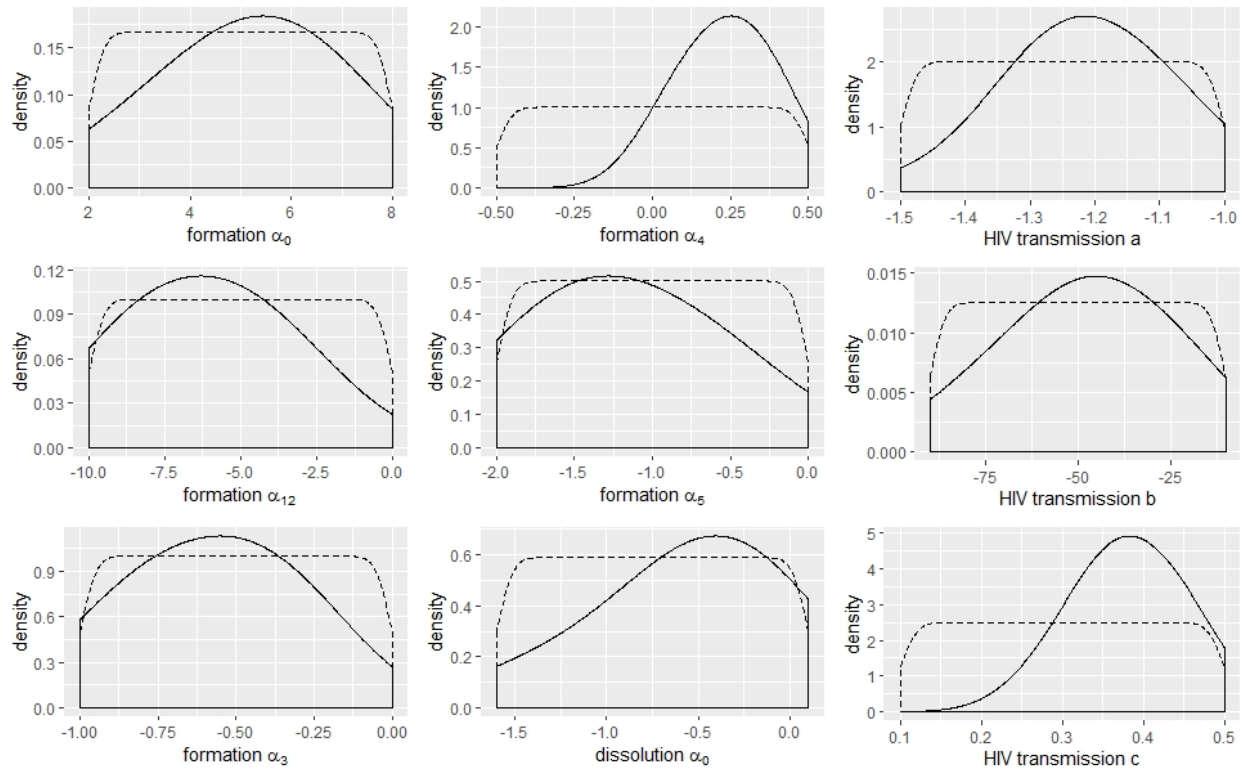 density
0.15
0.10
0.05
0.00
2 4 6 8
formation α0
density
2.0
1.5
1.0
0.5
0.0
-0.50 -0.25 0.00 0.25 0.50
formation α4
density
2
1
0
-1.5 -1.4 -1.3 -1.2 -1.1 -1.0
HIV transmission a
density
0.12
0.09
0.06
0.03
0.00
-10.0 -7.5 -5.0 -2.5 0.0
formation α12
density
0.5
0.4
0.3
0.2
0.1
0.0
-2.0 -1.5 -1.0 -0.5 0.0
formation α5
density
0.015
0.010
0.005
0.000
-75 -50 -25
HIV transmission b
density
0.9
0.6
0.3
0.0
-1.00 -0.75 -0.50 -0.25 0.00
formation α3
density
0.6
0.4
0.2
0.0
-1.5 -1.0 -0.5 0.0
dissolution α0
density
5
4
3
2
1
0
0.1 0.2 0.3 0.4 0.5
HIV transmission c